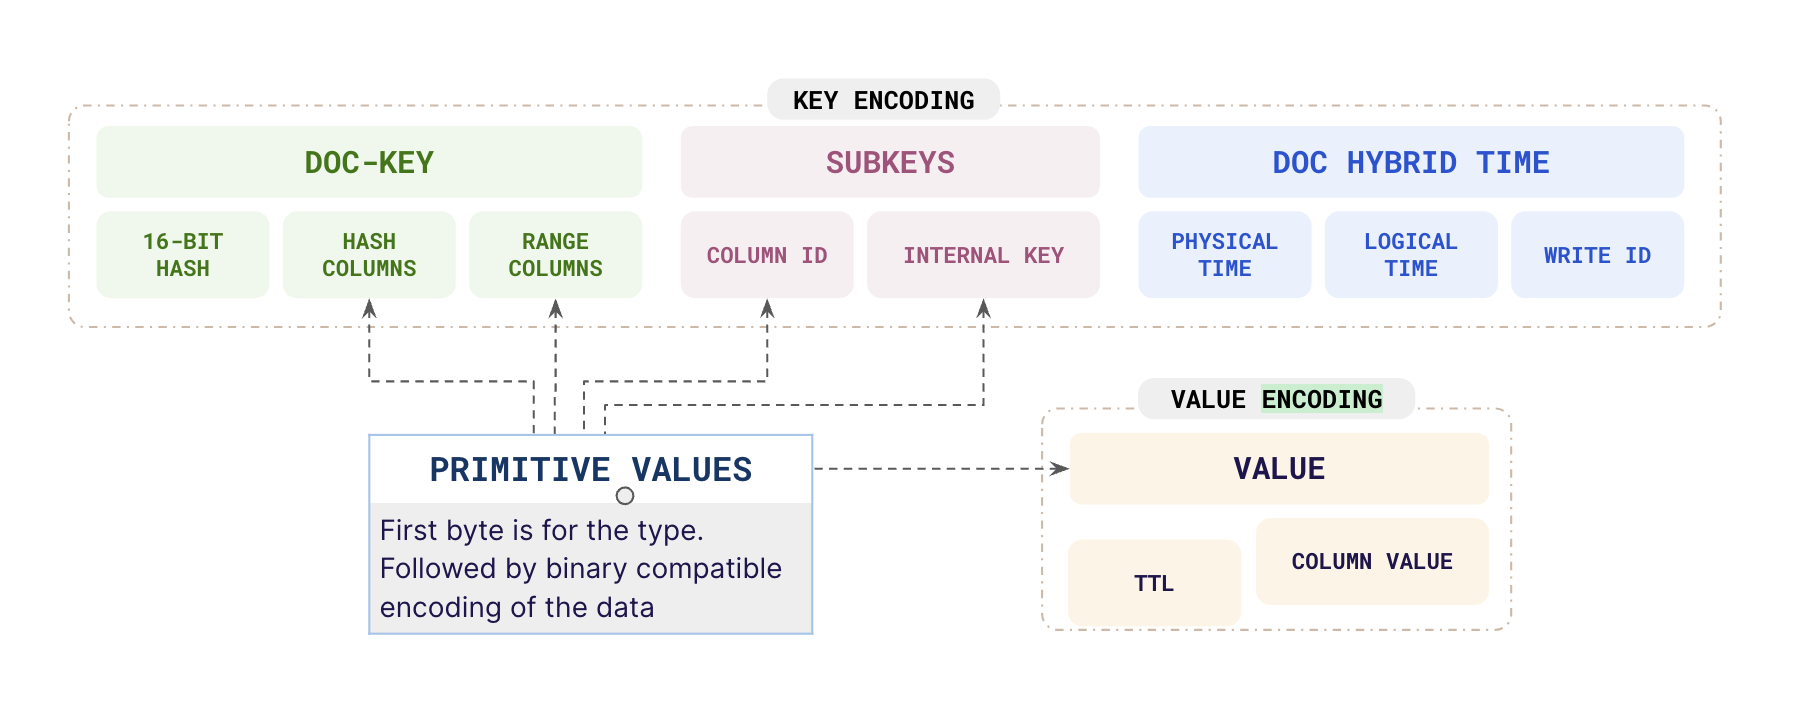 KEY ENCODING
DOC-KEY
SUBKEYS
DOC HYBRID TIME
16-BIT
HASH
HASH
COLUMNS
RANGE
COLUMNS
COLUMN ID
INTERNAL KEY
PHYSICAL
TIME
LOGICAL
TIME
WRITE ID
PRIMITIVE VALUES
First byte is for the type.
Followed by binary compatible
encoding of the data
VALUE ENCODING
VALUE
TTL
COLUMN VALUE